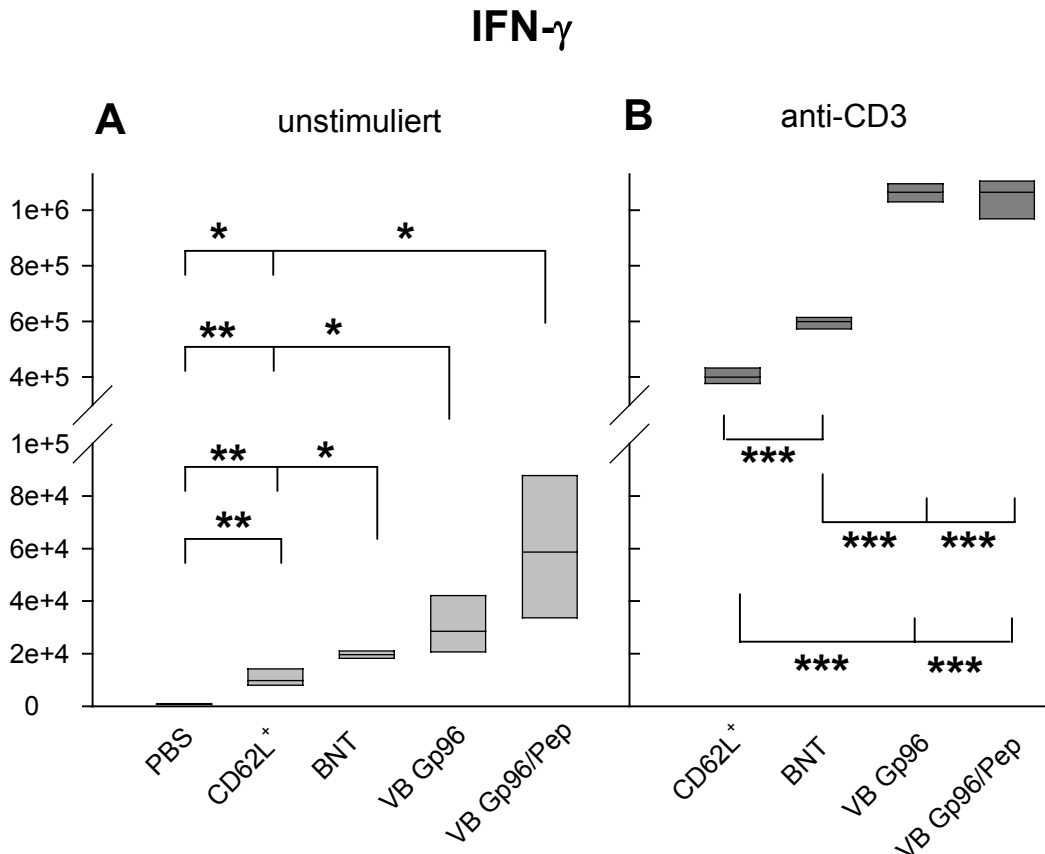 IFN-γ
A unstimuliert
B anti-CD3
1e+6
8e+5
6e+5
4e+5
1e+5
8e+4
6e+4
4e+4
2e+4
0
* *
** *
** *
**
***
*** ***
*** ***
PBS
CD62L⁺
BNT
VB Gp96
VB Gp96/Pep
CD62L⁺
BNT
VB Gp96
VB Gp96/Pep